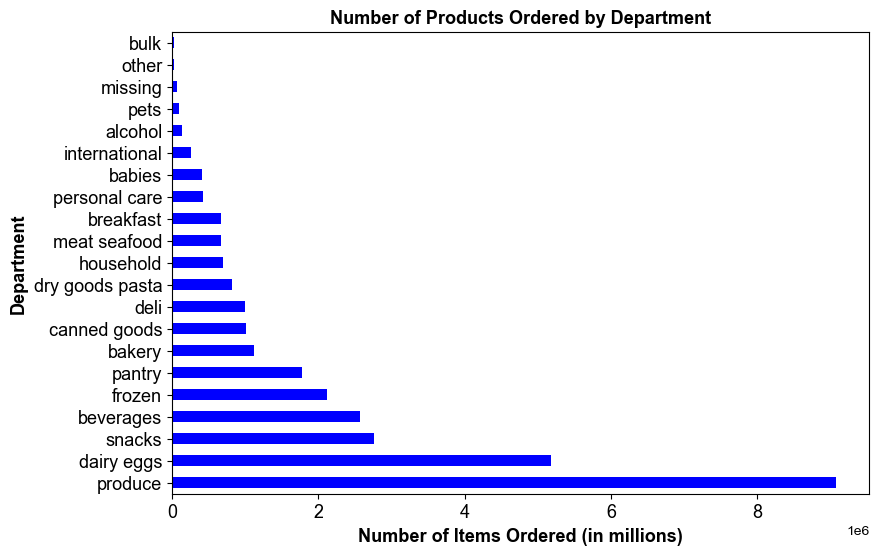 Number of Products Ordered by Department
bulk
other
missing
pets
alcohol
international
babies
personal care
breakfast
meat seafood
household
dry goods pasta
deli
canned goods
bakery
pantry
frozen
beverages
snacks
dairy eggs
produce
Department
0 2 4 6 8
1e6
Number of Items Ordered (in millions)